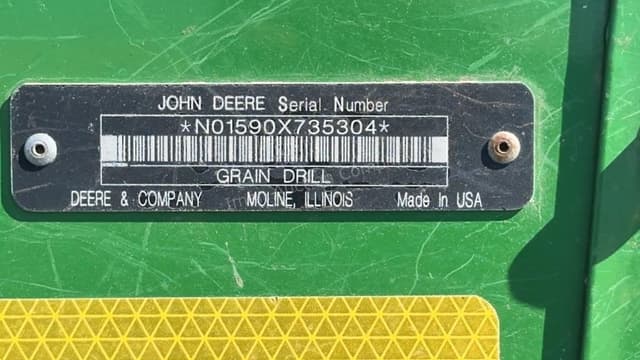 JOHN DEERE Serial Number
*N01590X735304*
GRAIN DRILL
DEERE & COMPANY MOLINE, ILLINOIS Made In USA